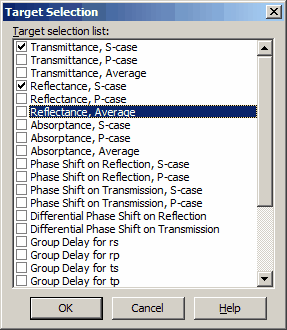 Target Selection
Target selection list:
Transmittance, S-case
Transmittance, P-case
Transmittance, Average
Reflectance, S-case
Reflectance, P-case
Reflectance, Average
Absorptance, S-case
Absorptance, P-case
Absorptance, Average
Phase Shift on Reflection, S-case
Phase Shift on Reflection, P-case
Phase Shift on Transmission, S-case
Phase Shift on Transmission, P-case
Differential Phase Shift on Reflection
Differential Phase Shift on Transmission
Group Delay for rs
Group Delay for rp
Group Delay for ts
Group Delay for tp
OK Cancel Help